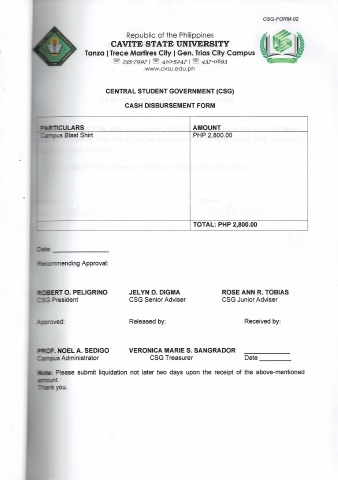 CSG-FORM-02
Republic of the Philippines
CAVITE STATE UNIVERSITY
Tanza | Trece Martires City | Gen. Trias City Campus
☏ 235-7997 | ☏ 410-5247 | ☏ 437-0693
www.cvsu.edu.ph
CENTRAL STUDENT GOVERNMENT (CSG)
CASH DISBURSEMENT FORM
PARTICULARS AMOUNT
Campus Blast Shirt PHP 2,800.00
TOTAL: PHP 2,800.00
Date: ______________
Recommending Approval:
ROBERT O. PELIGRINO JELYN D. DIGMA ROSE ANN R. TOBIAS
CSG President CSG Senior Adviser CSG Junior Adviser
Approved: Released by: Received by:
PROF. NOEL A. SEDIGO VERONICA MARIE S. SANGRADOR ____________
Campus Administrator CSG Treasurer Date ________
Note: Please submit liquidation not later two days upon the receipt of the above-mentioned
amount.
Thank you.